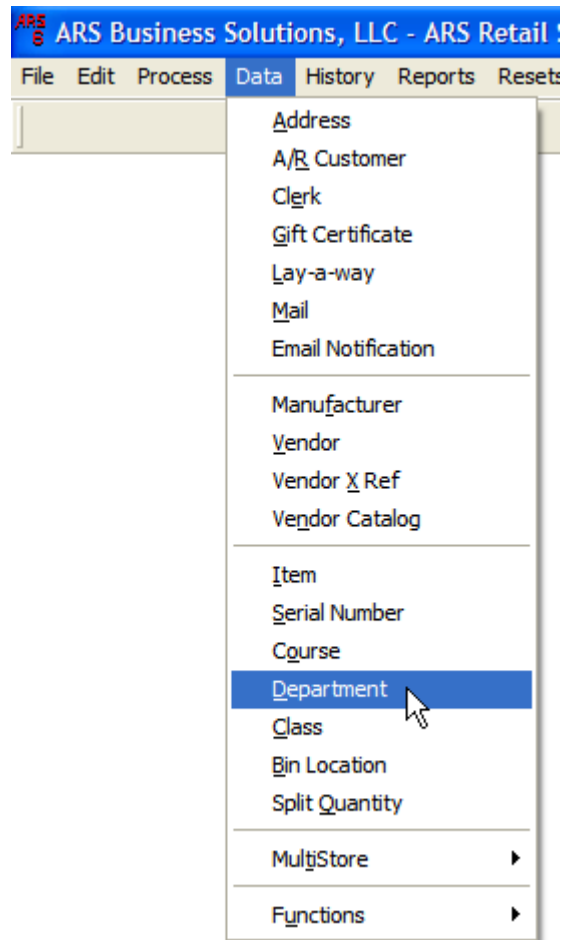 ARS
6
ARS Business Solutions, LLC - ARS Retail
File Edit Process Data History Reports Resets
Address
A/R Customer
Clerk
Gift Certificate
Lay-a-way
Mail
Email Notification
Manufacturer
Vendor
Vendor X Ref
Vendor Catalog
Item
Serial Number
Course
Department
Class
Bin Location
Split Quantity
MultiStore
Functions